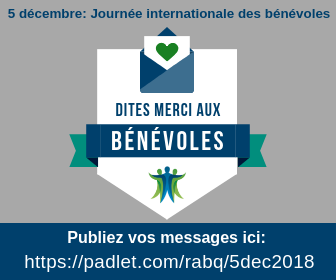 5 décembre: Journée internationale des bénévoles
DITES MERCI AUX
BÉNÉVOLES
Publiez vos messages ici:
https://padlet.com/rabq/5dec2018